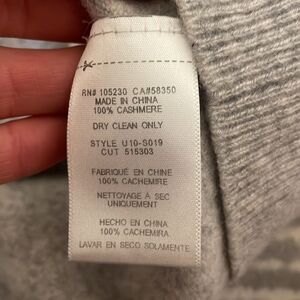 RN# 105230 CA#58350
MADE IN CHINA
100% CASHMERE
DRY CLEAN ONLY
STYLE U10-S019
CUT 515303
FABRIQUÉ EN CHINE
100% CACHEMIRE
NETTOYAGE A SEC
UNIQUEMENT
HECHO EN CHINA
100% CACHEMIRA
LAVAR EN SECO SOLAMENTE